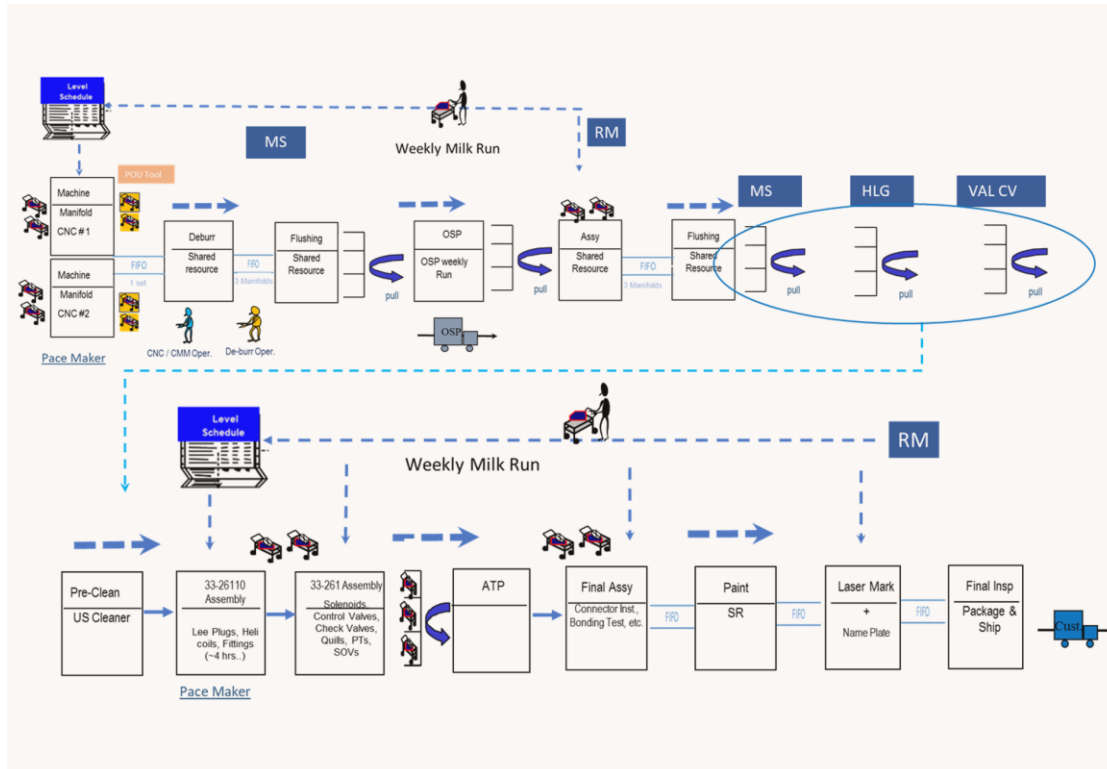 Level
Schedule
MS
Weekly Milk Run
RM
POU Tool
Machine
Manifold
CNC #1
Deburr
Shared
resource
Flushing
Shared
Resource
OSP
OSP weekly
Run
Assy
Shared
Resource
Flushing
Shared
Resource
MS
HLG
VAL CV
FIFO
1 set
FIFO
3 Manifolds
pull
pull
FIFO
3 Manifolds
pull
pull
pull
Machine
Manifold
CNC #2
Pace Maker
CNC / CMM Oper.
De-burr Oper.
OSP
Level
Schedule
Weekly Milk Run
RM
Pre-Clean
US Cleaner
33-26110
Assembly
Lee Plugs, Heli
coils, Fittings
(~4 hrs..)
Pace Maker
33-261 Assembly
Solenoids,
Control Valves,
Check Valves,
Quills, PTs,
SOVs
ATP
Final Assy
Connector Inst.,
Bonding Test, etc.
FIFO
Paint
SR
FIFO
Laser Mark
+
Name Plate
FIFO
Final Insp
Package &
Ship
Cust.